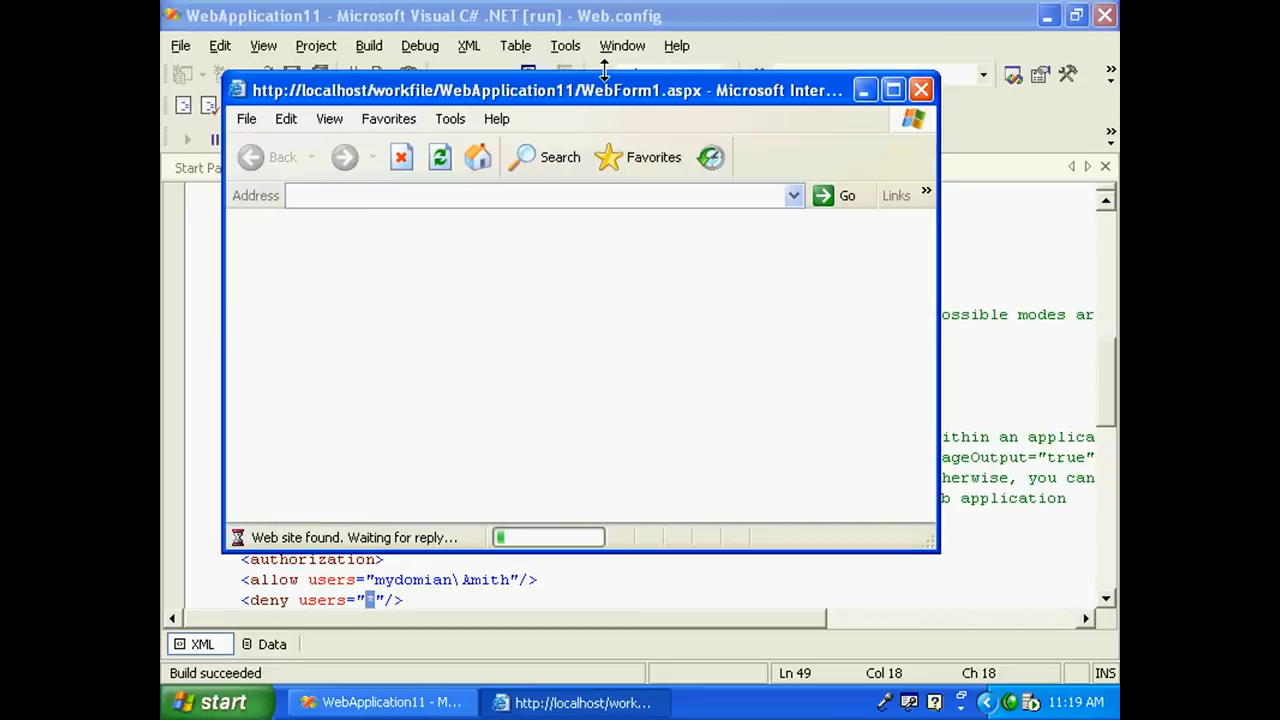 WebApplication11 - Microsoft Visual C# .NET [run] - Web.config
File Edit View Project Build Debug XML Table Tools Window Help
http://localhost/workfile/WebApplication11/WebForm1.aspx - Microsoft Inter...
File Edit View Favorites Tools Help
Back Search Favorites
Start Pa
Address Go Links »
ossible modes ar
ithin an applica
ageOutput="true"
herwise, you can
b application
Web site found. Waiting for reply...
<authorization>
<allow users="mydomian\Amith"/>
<deny users="*"/>
XML Data
Build succeeded Ln 49 Col 18 Ch 18 INS
start WebApplication11 - M... http://localhost/work... 11:19 AM